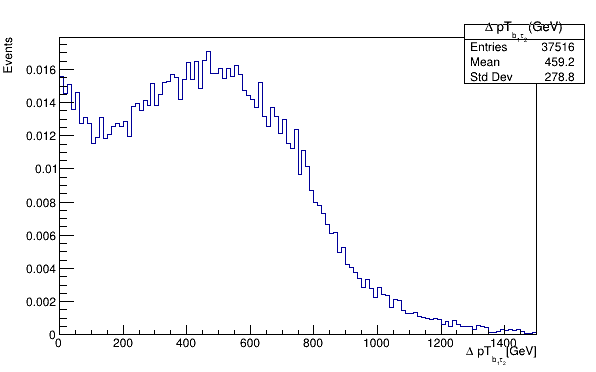 Δ pT_{b_1τ_2} (GeV)
Entries 37516
Mean 459.2
Std Dev 278.8
Events
0.016
0.014
0.012
0.01
0.008
0.006
0.004
0.002
0
0 200 400 600 800 1000 1200 1400
Δ pT_{b_1τ_2}[GeV]